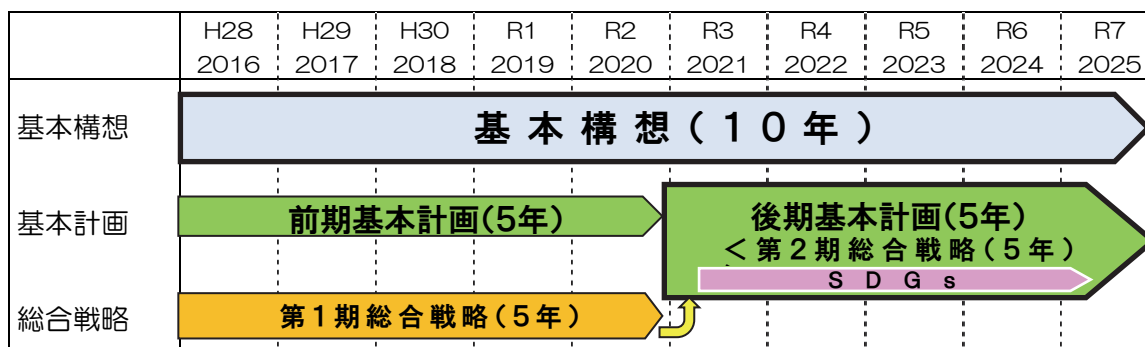 H28 H29 H30 R1 R2 R3 R4 R5 R6 R7
2016 2017 2018 2019 2020 2021 2022 2023 2024 2025
基本構想
基本構想(10年)
基本計画
前期基本計画(5年)
後期基本計画(5年)
<第2期総合戦略(5年)
SDGs
総合戦略
第1期総合戦略(5年)